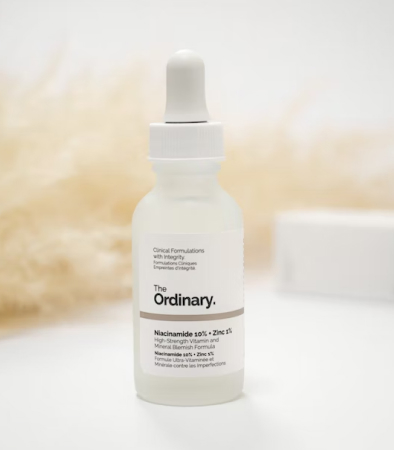 Clinical Formulations
with Integrity.
Formulations Cliniques
Empreintes d'Intégrité
The
Ordinary.
Niacinamide 10% + Zinc 1%
High-Strength Vitamin and
Mineral Blemish Formula
Niacinamide 10% + Zinc 1%
Formule Ultra-Vitaminée et
Minérale contre les Imperfections